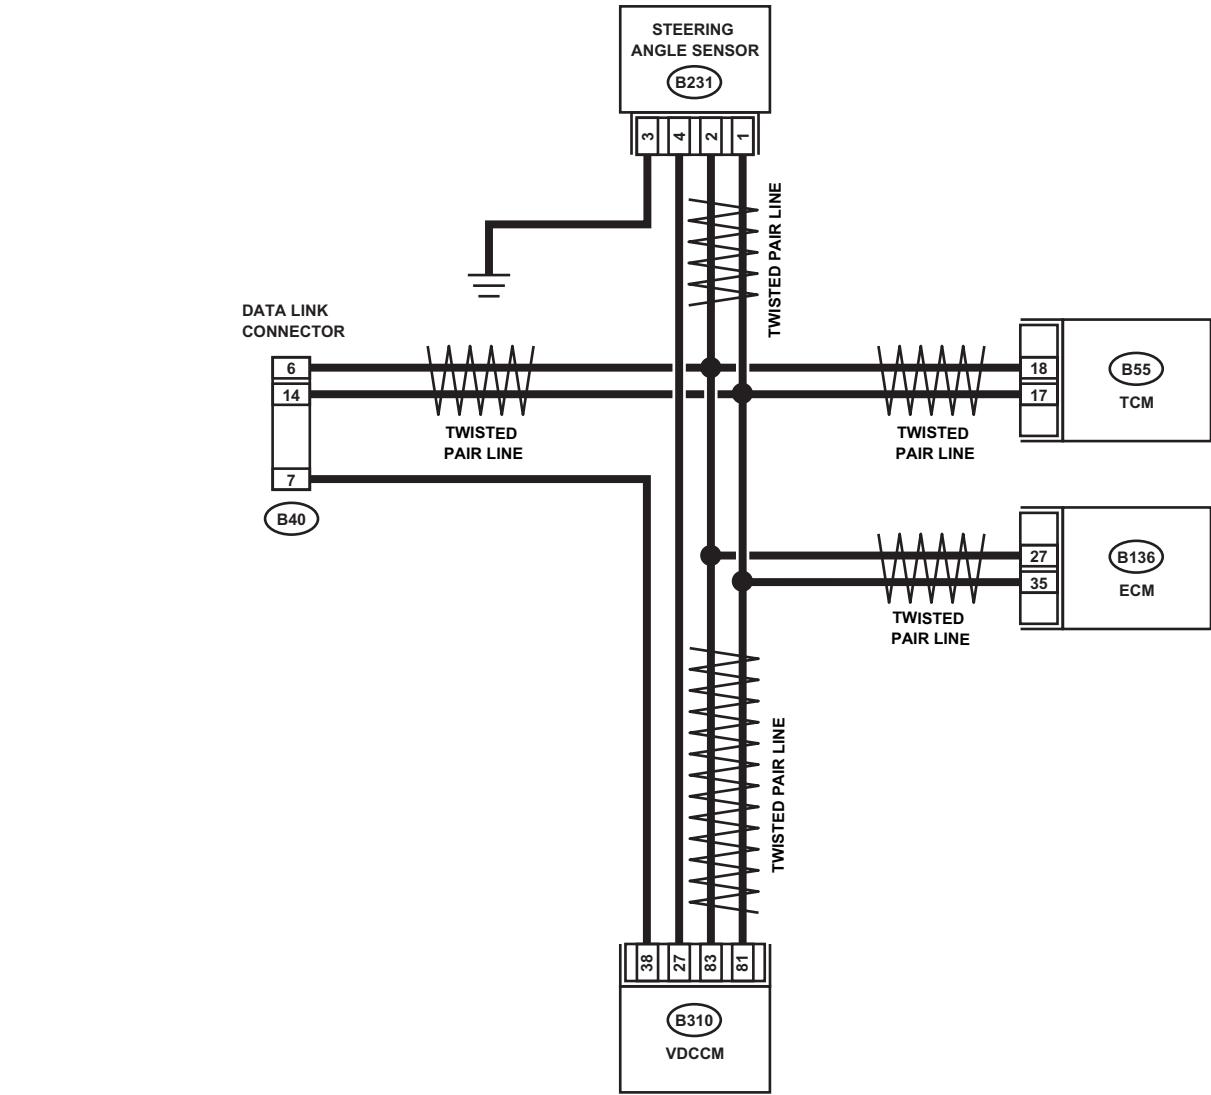 STEERING
ANGLE SENSOR
B231
3 4 2 1
TWISTED PAIR LINE
DATA LINK
CONNECTOR
6
14
7
B40
TWISTED
PAIR LINE
TWISTED
PAIR LINE
18
17
B55
TCM
27
35
B136
ECM
TWISTED
PAIR LINE
TWISTED PAIR LINE
38 27 83 81
B310
VDCCM